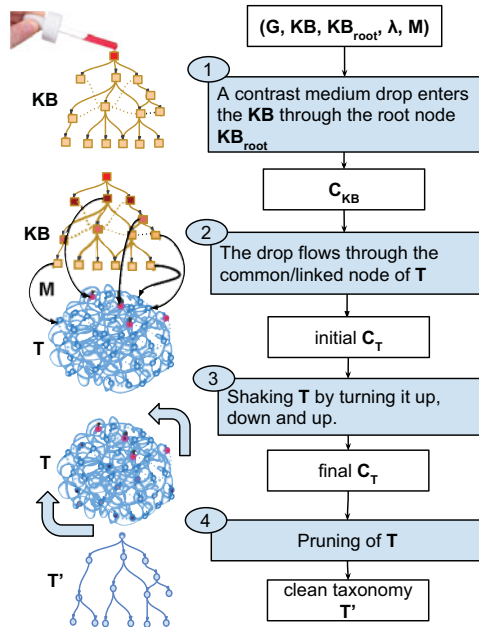 (G, KB, KB_root, λ, M)
1
A contrast medium drop enters
the KB through the root node
KB_root
KB
C_KB
2
The drop flows through the
common/linked node of T
KB
M
T
initial C_T
3
Shaking T by turning it up,
down and up.
T
final C_T
4
Pruning of T
T'
clean taxonomy
T'